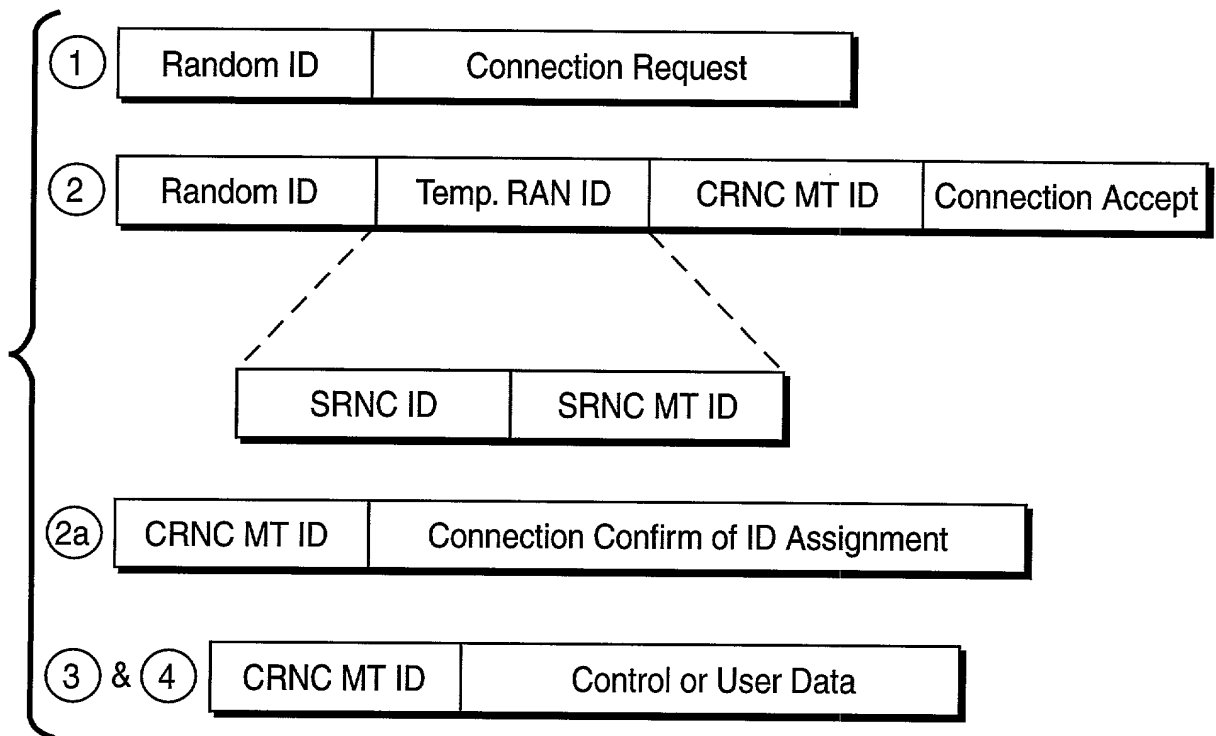 1 Random ID Connection Request
2 Random ID Temp. RAN ID CRNC MT ID Connection Accept
SRNC ID SRNC MT ID
2a CRNC MT ID Connection Confirm of ID Assignment
3 & 4 CRNC MT ID Control or User Data